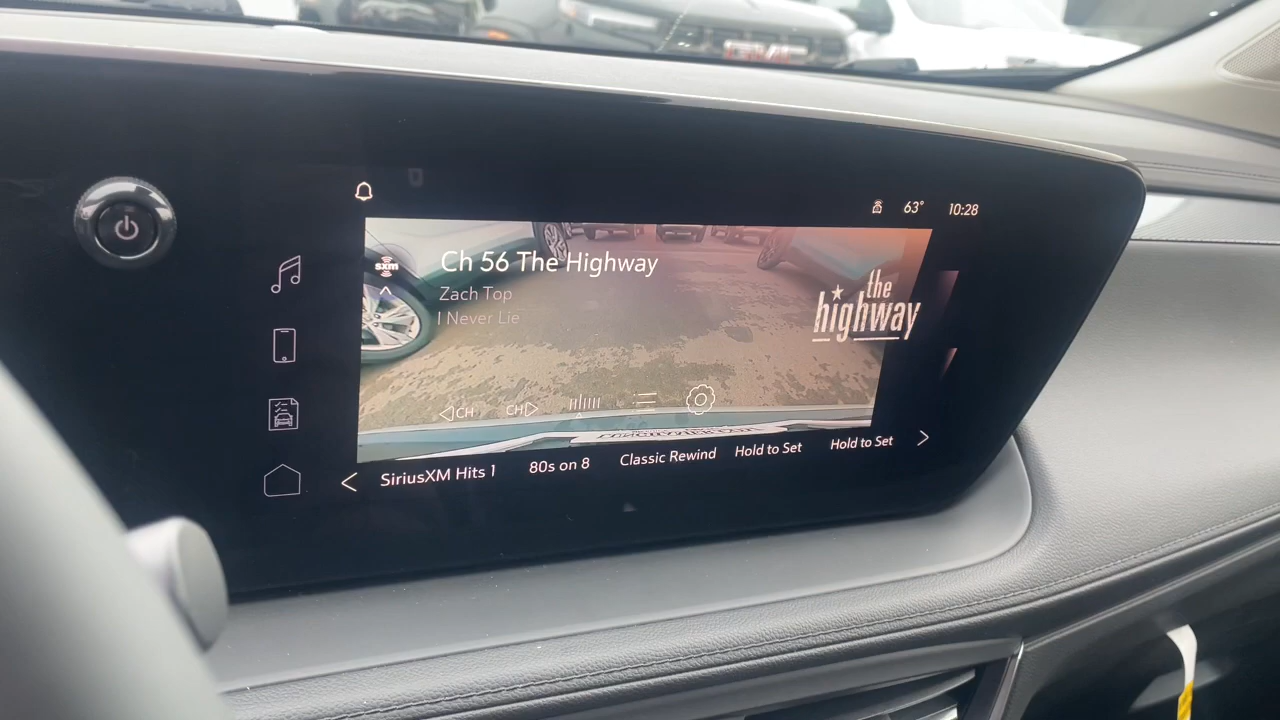 63° 10:28
sxm
Ch 56 The Highway
Zach Top
I Never Lie
the
highway
CH CH
SiriusXM Hits 1 80s on 8 Classic Rewind Hold to Set Hold to Set